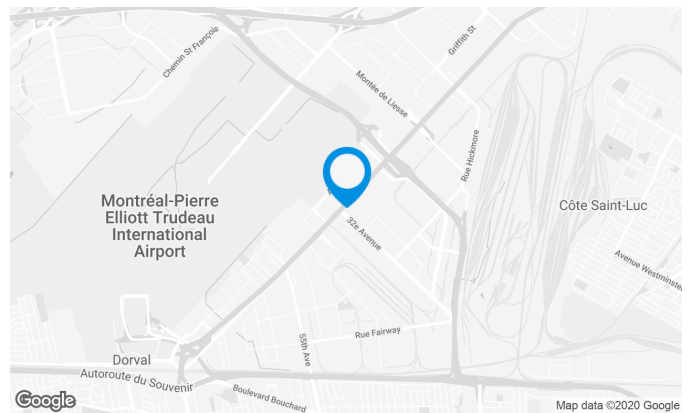 Chemin St François
Griffith St
Montée de Liesse
Rue Hickmore
Montréal-Pierre
Elliott Trudeau
International
Airport
32e Avenue
Côte Saint-Luc
Avenue Westminster
Rue Fairway
55th Ave
Dorval
Autoroute du Souvenir
Boulevard Bouchard
Google
Map data ©2020 Google